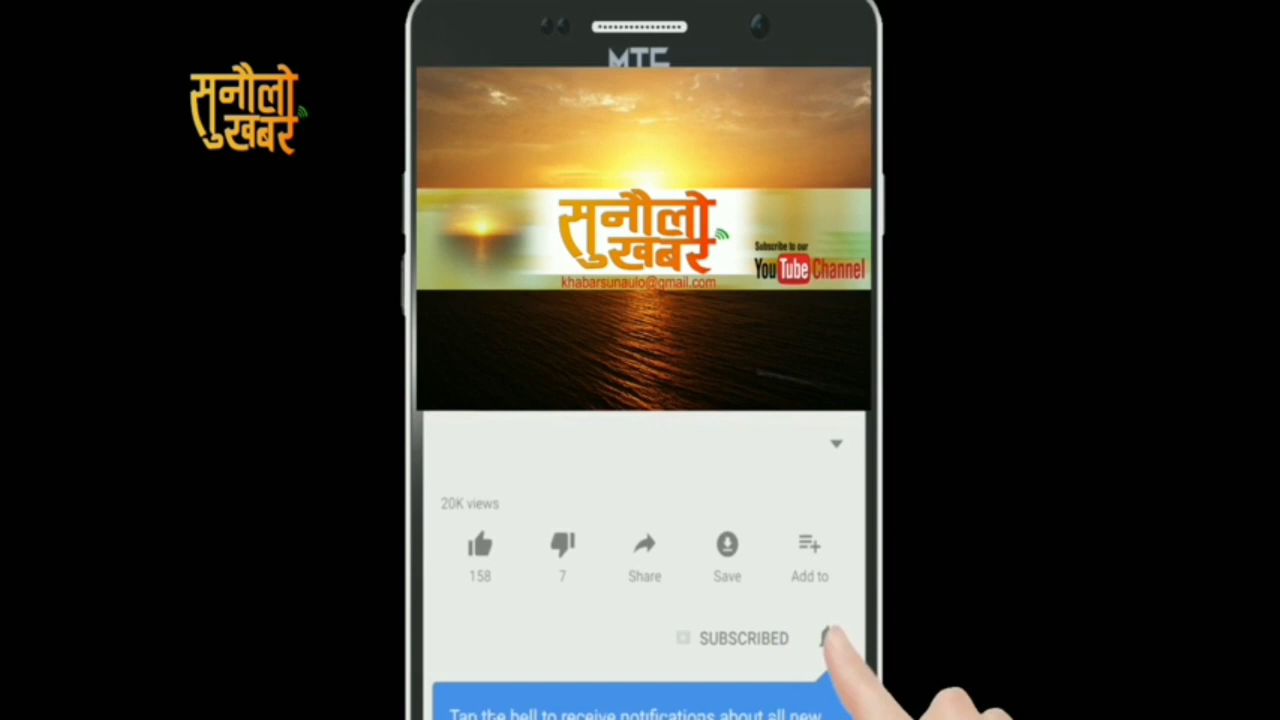 सुनौलो
खबर
MTC
सुनौलो
खबर
khabarsunaulo@gmail.com
Subscribe to our
YouTube Channel
20K views
158
7
Share
Save
Add to
SUBSCRIBED
Tap the bell to receive notifications about all new